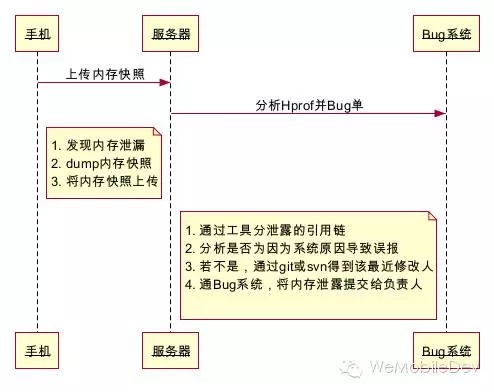 手机 服务器 Bug系统
上传内存快照
分析Hprof并Bug单
1. 发现内存泄漏
2. dump内存快照
3. 将内存快照上传
1. 通过工具分泄露的引用链
2. 分析是否为因为系统原因导致误报
3. 若不是，通过git或svn得到该最近修改人
4. 通Bug系统，将内存泄露提交给负责人
手机 服务器 Bug系统
WeMobileDev